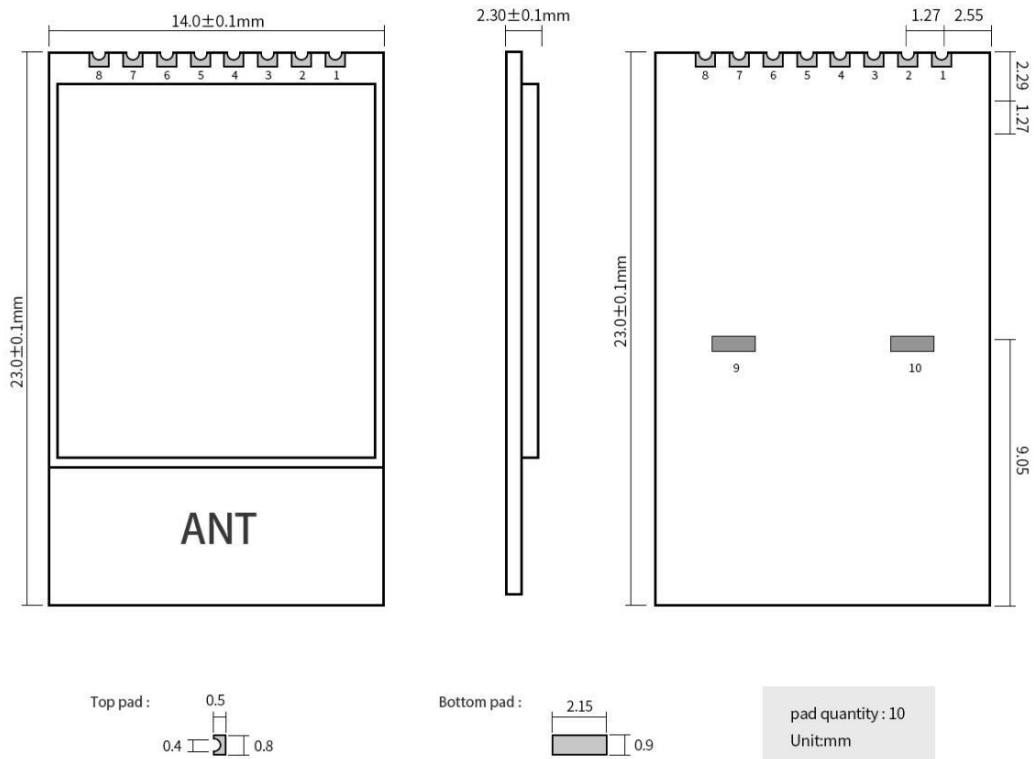 14.0±0.1mm
2.30±0.1mm
1.27 2.55
8 7 6 5 4 3 2 1
8 7 6 5 4 3 2 1
2.29
1.27
23.0±0.1mm
23.0±0.1mm
9 10
9.05
ANT
Top pad :
0.5
0.4
0.8
Bottom pad :
2.15
0.9
pad quantity : 10
Unit:mm